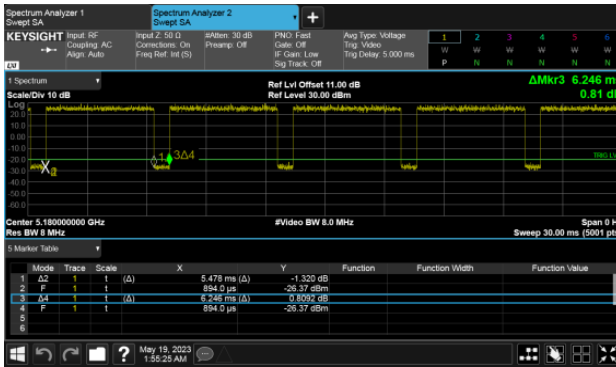 Spectrum Analyzer 1
Swept SA
Spectrum Analyzer 2
Swept SA
+
KEYSIGHT
Input: RF
Coupling: AC
Align: Auto
Input Z: 50 Ω
Corrections: On
Freq Ref: Int (S)
#Atten: 30 dB
Preamp: Off
PNO: Fast
Gate: Off
IF Gain: Low
Sig Track: Off
Avg Type: Voltage
Trig: Video
Trig Delay: 5.000 ms
1 2 3 4 5 6
W W W W W W
P N N N N N
LXI
1 Spectrum
Scale/Div 10 dB
Ref Lvl Offset 11.00 dB
Ref Level 30.00 dBm
ΔMkr3 6.246 m
0.81 d
Log
20.0
10.0
0.00
-10.0
-20.0
-30.0
-40.0
-50.0
-60.0
3Δ4
TRIG LV
Center 5.180000000 GHz
Res BW 8 MHz
#Video BW 8.0 MHz
Span 0 H
Sweep 30.00 ms (5001 pts
5 Marker Table
Mode Trace Scale X Y Function Function Width Function Value
1 Δ2 1 t (Δ) 5.478 ms (Δ) -1.320 dB
2 F 1 t 894.0 µs -26.37 dBm
3 Δ4 1 t (Δ) 6.246 ms (Δ) 0.8092 dB
4 F 1 t 894.0 µs -26.37 dBm
5
6
?
May 19, 2023
1:55:25 AM